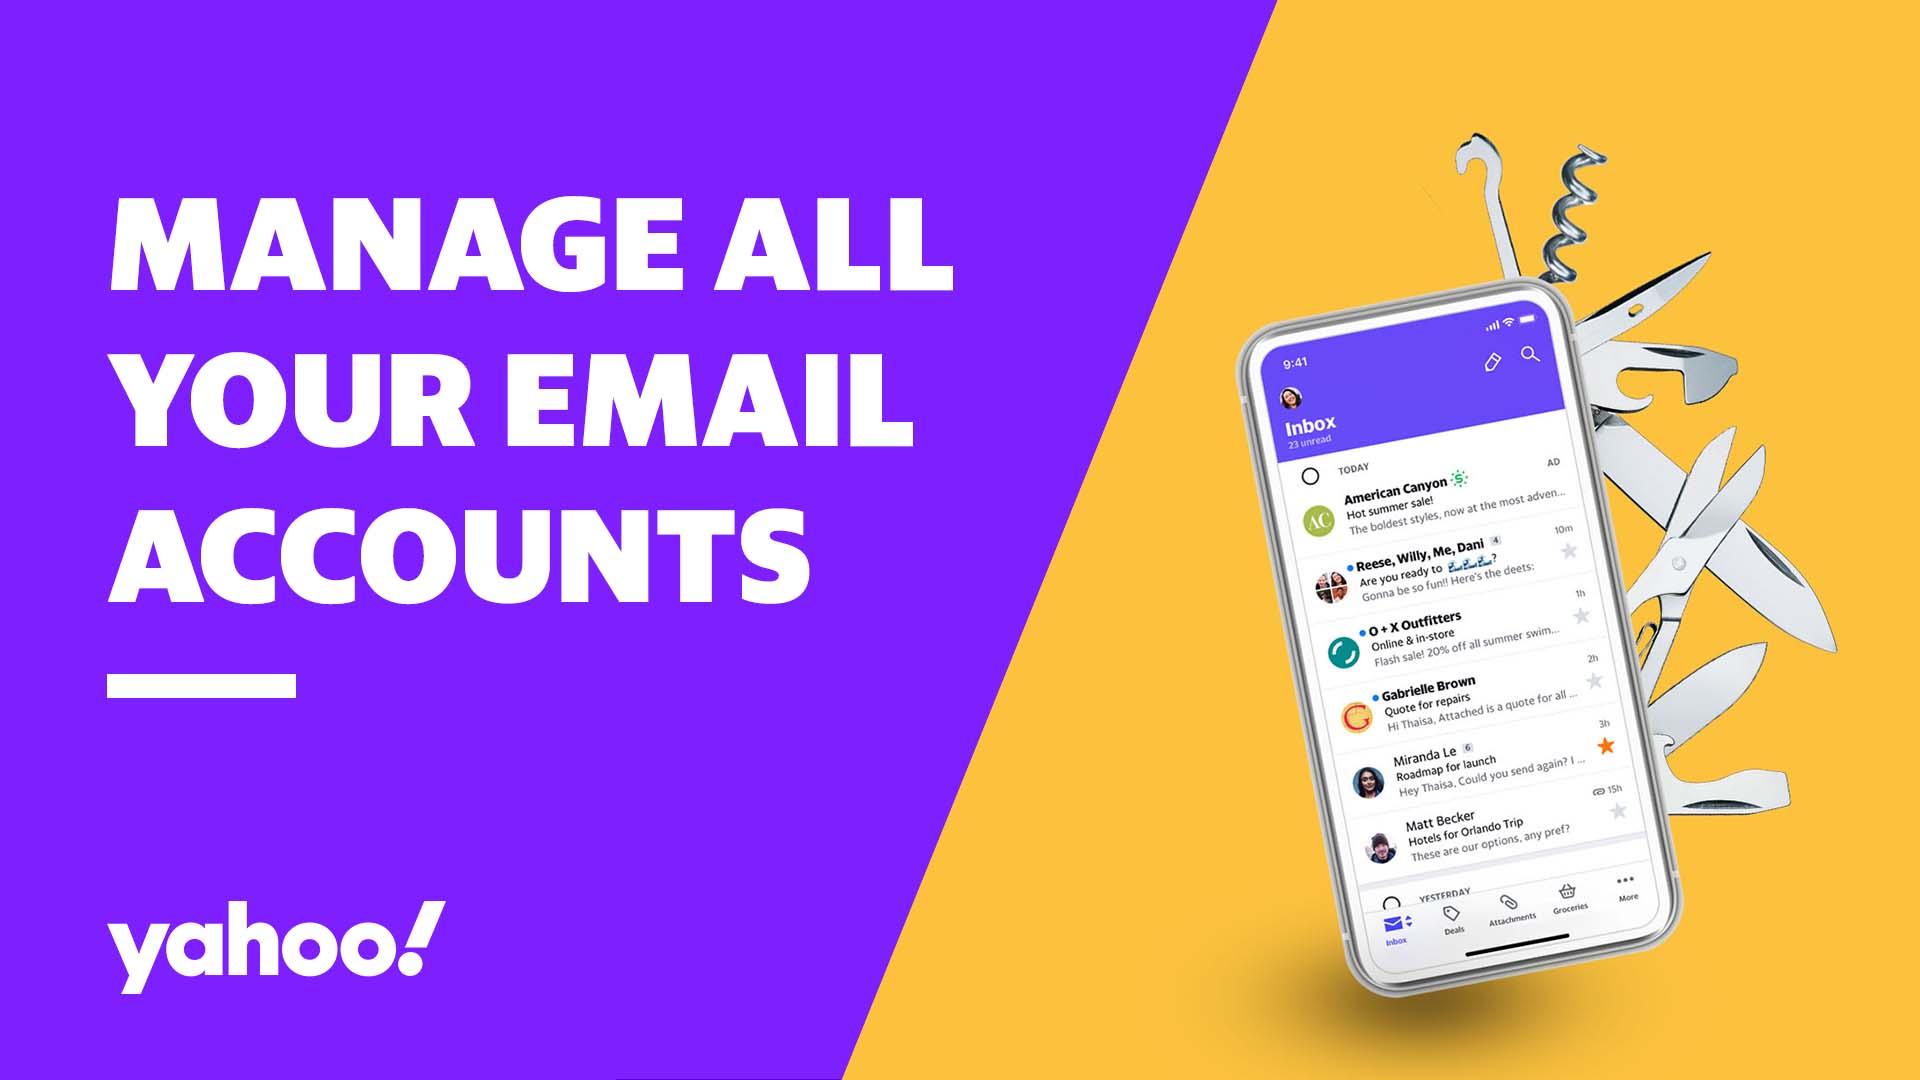 MANAGE ALL
YOUR EMAIL
ACCOUNTS
yahoo!
9:41
Inbox
23 unread
TODAY
AD
American Canyon
Hot summer sale!
AC
The boldest styles, now at the most adven...
10m
Reese, Willy, Me, Dani 4
Are you ready to 🌊🌊🌊?
Gonna be so fun!! Here's the deets:
1h
O + X Outfitters
Online & in-store
Flash sale! 20% off all summer swim...
2h
Gabrielle Brown
Quote for repairs
G
Hi Thaisa, Attached is a quote for all ...
3h
Miranda Le 6
Roadmap for launch
Hey Thaisa, Could you send again? I ...
15h
Matt Becker
Hotels for Orlando Trip
These are our options, any pref?
YESTERDAY
Inbox
Deals
Attachments
Groceries
More